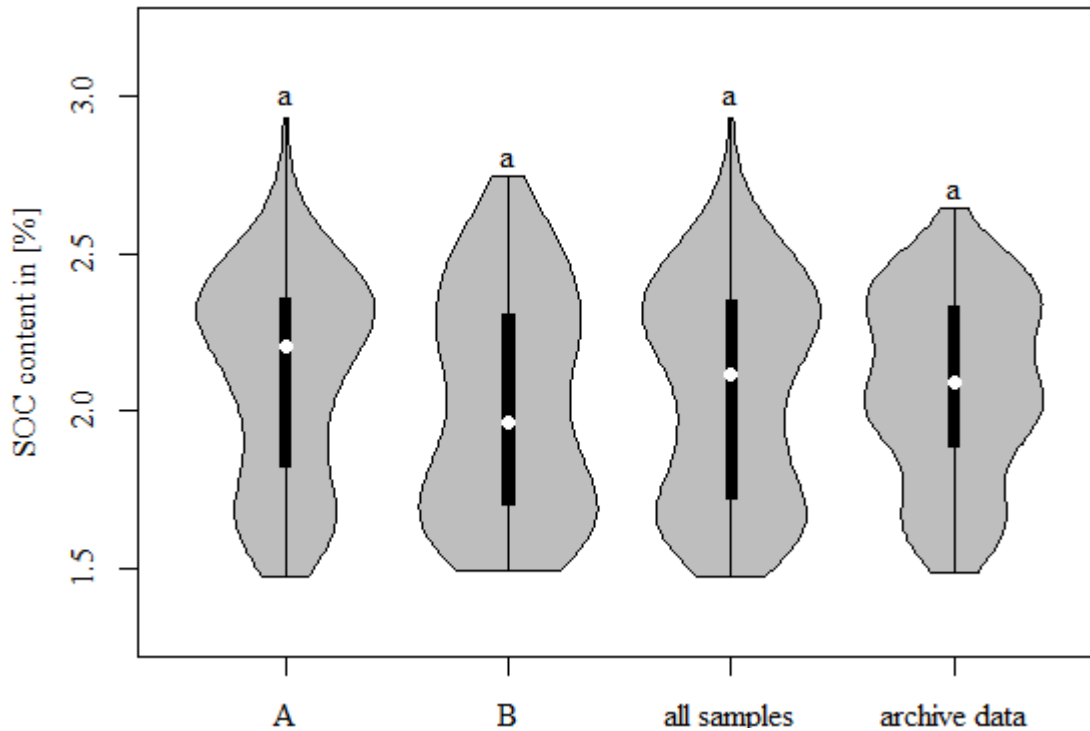 SOC content in [%]
3.0
2.5
2.0
1.5
a
a
a
a
A
B
all samples
archive data